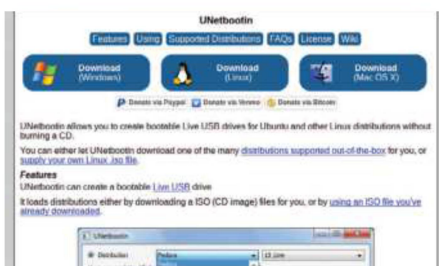 UNetbootin
Features Using Supported Distributions FAQs License Wiki
Download (Windows)
Download (Linux)
Download (Mac OS X)
Donate via Paypal Donate via Venmo Donate via Bitcoin
UNetbootin allows you to create bootable Live USB drives for Ubuntu and other Linux distributions without
burning a CD.
You can either let UNetbootin download one of the many distributions supported out-of-the-box for you, or
supply your own Linux .iso file.
Features
UNetbootin can create a bootable Live USB drive
It loads distributions either by downloading a ISO (CD image) files for you, or by using an ISO file you've
already downloaded.
UNetbootin
Distribution Fedora 13 Live